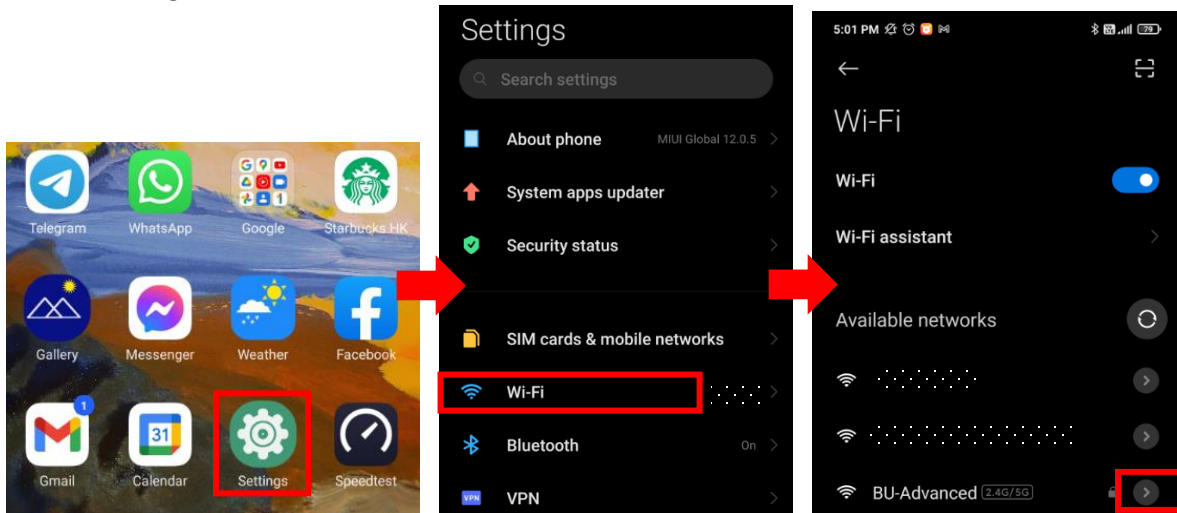 Telegram
WhatsApp
Google
Starbucks HK
Gallery
Messenger
Weather
Facebook
1
31
Gmail
Calendar
Settings
Speedtest
Settings
Search settings
About phone MIUI Global 12.0.5
System apps updater
Security status
SIM cards & mobile networks
Wi-Fi
Bluetooth On
VPN VPN
5:01 PM 79
Wi-Fi
Wi-Fi
Wi-Fi assistant
Available networks
BU-Advanced 2.4G/5G